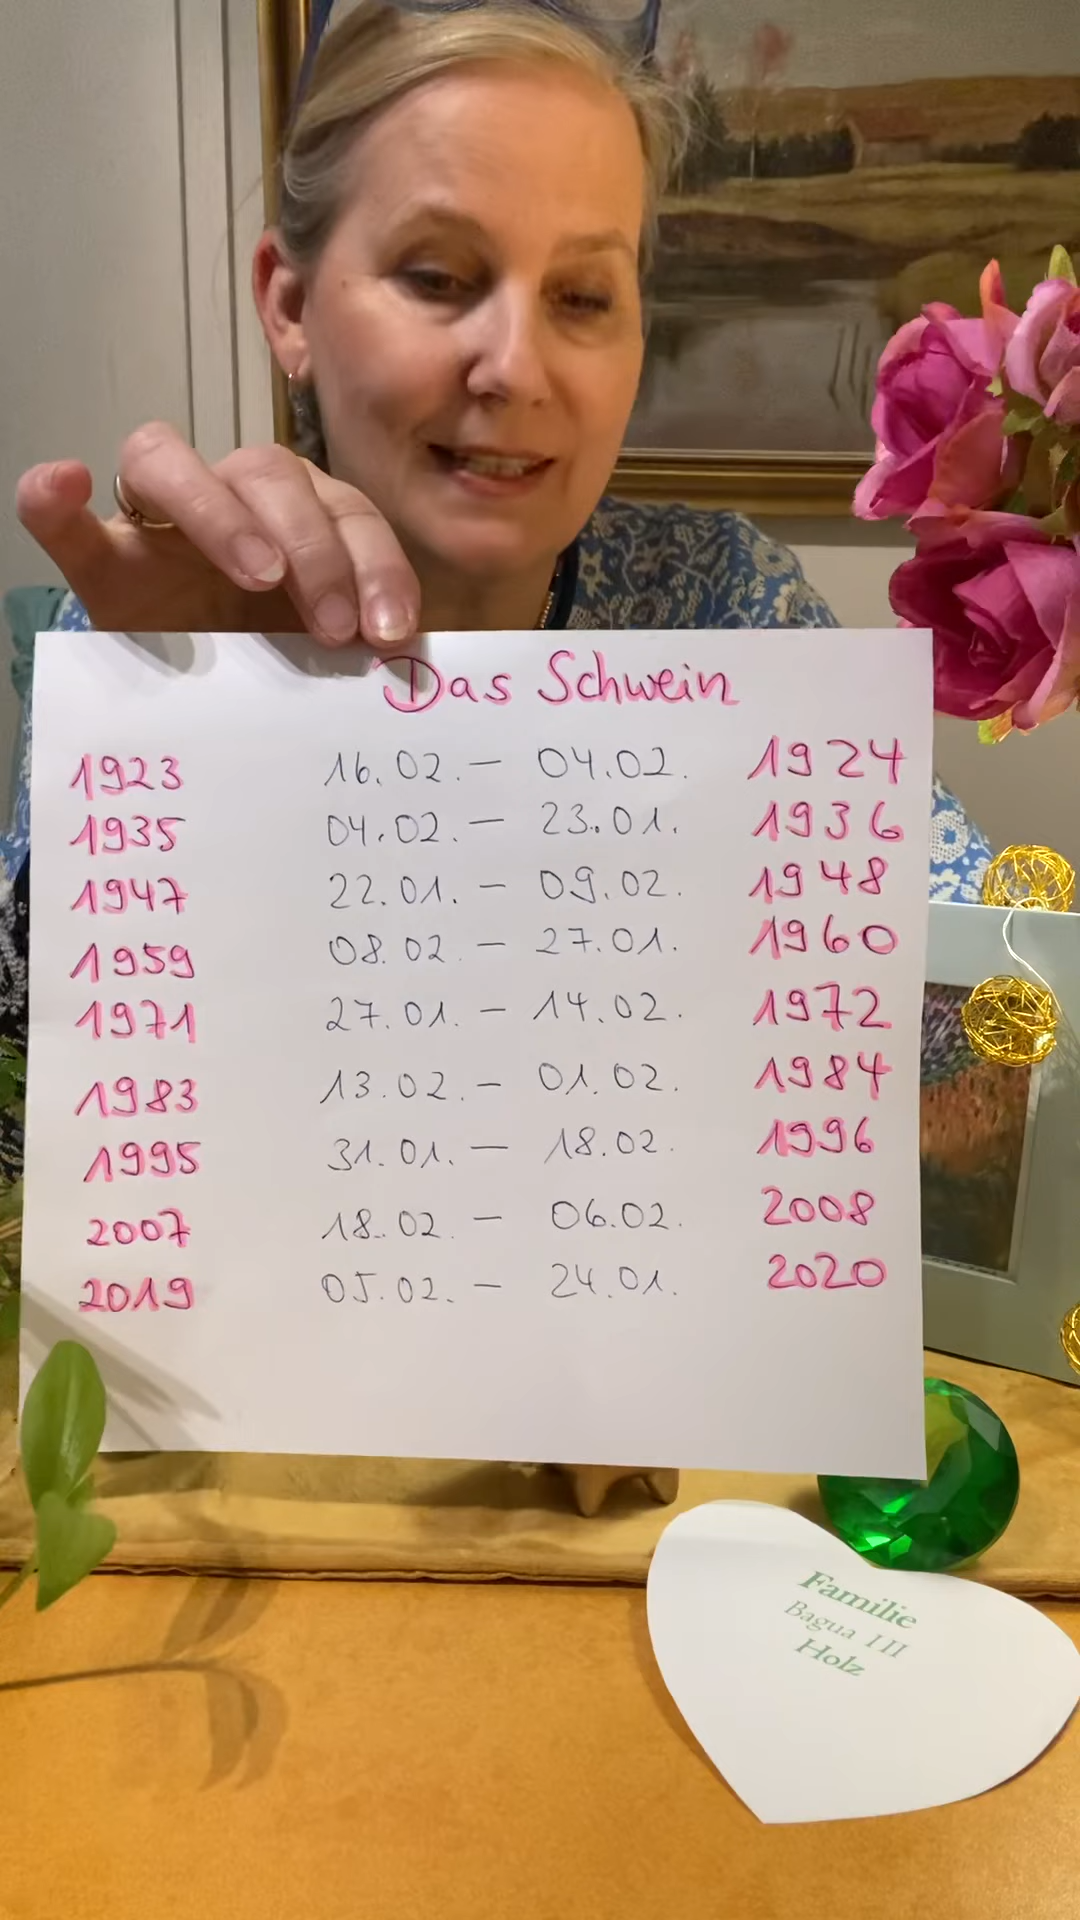 Das Schwein
1923 16.02. – 04.02. 1924
1935 04.02. – 23.01. 1936
1947 22.01. – 09.02. 1948
1959 08.02. – 27.01. 1960
1971 27.01. – 14.02. 1972
1983 13.02. – 01.02. 1984
1995 31.01. – 18.02. 1996
2007 18.02. – 06.02. 2008
2019 05.02. – 24.01. 2020
Familie
Bagua III
Holz